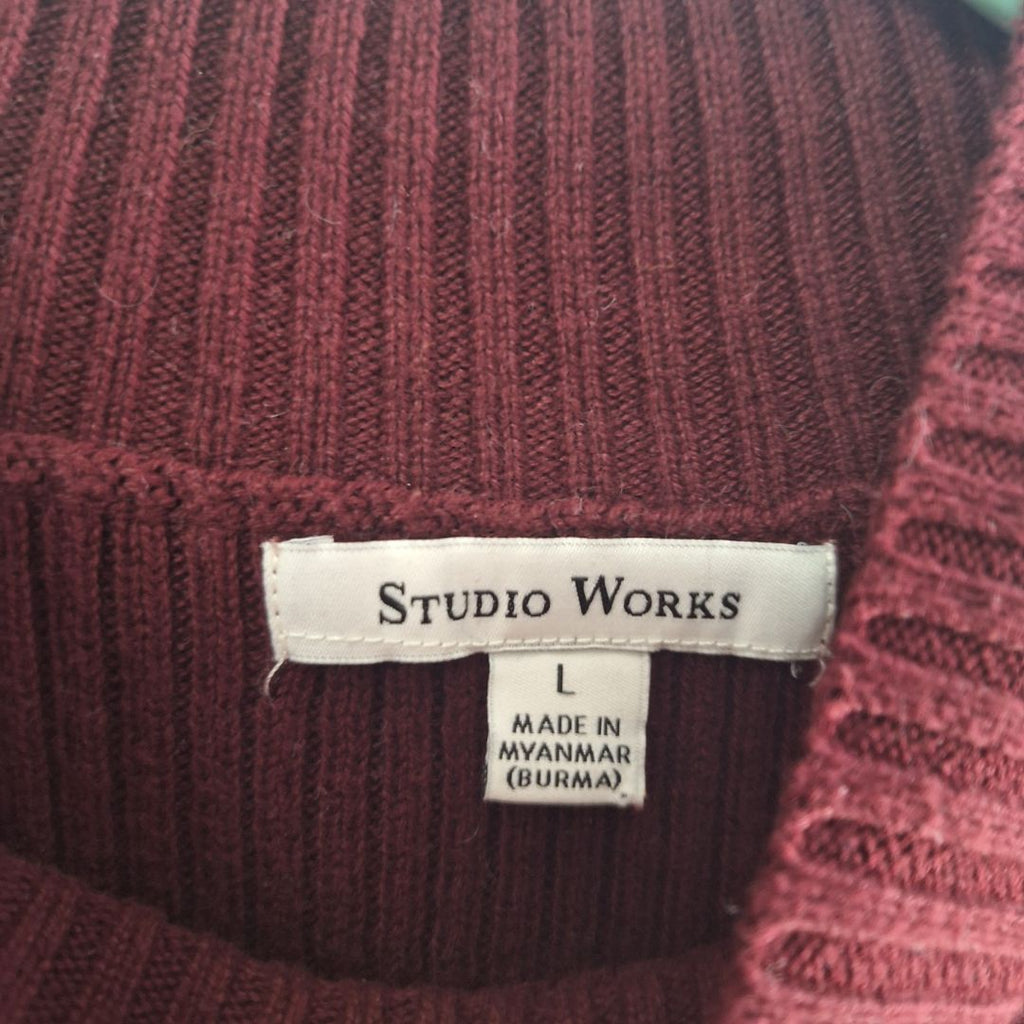 STUDIO WORKS
L
MADE IN
MYANMAR
(BURMA)